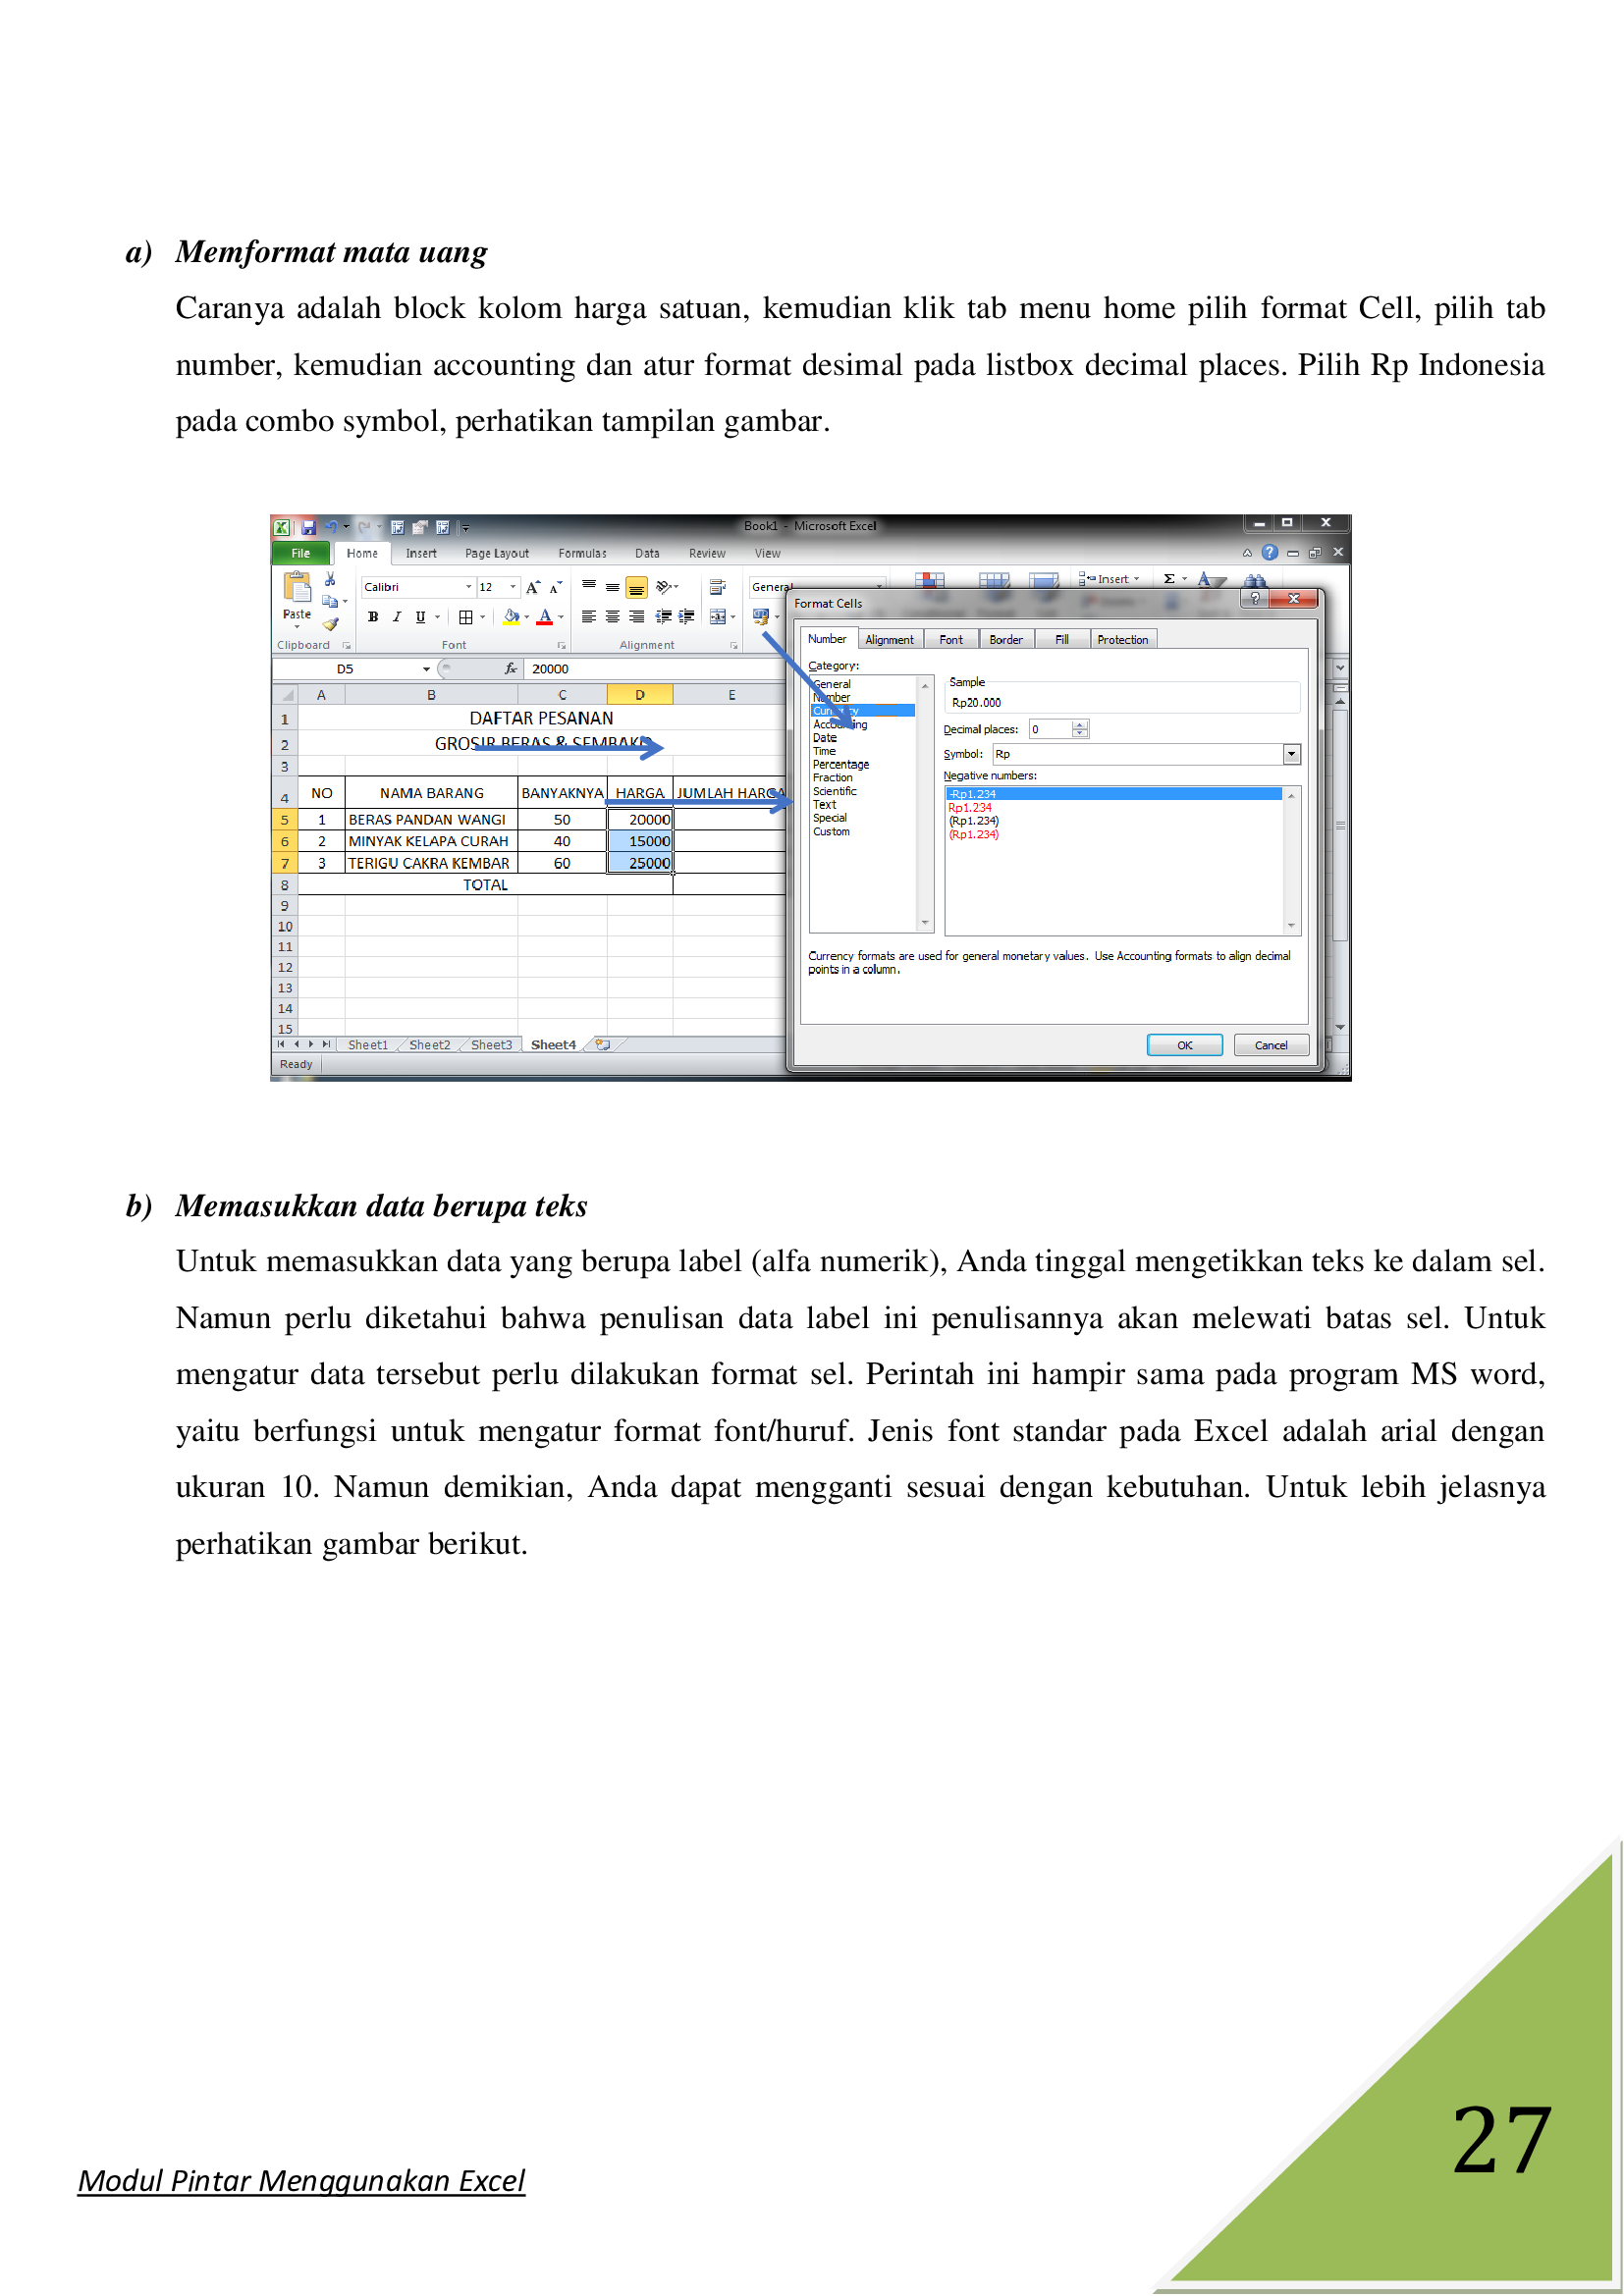 a) Memformat mata uang
Caranya adalah block kolom harga satuan, kemudian klik tab menu home pilih format Cell, pilih tab
number, kemudian accounting dan atur format desimal pada listbox decimal places. Pilih Rp Indonesia
pada combo symbol, perhatikan tampilan gambar.
Book1 - Microsoft Excel
File Home Insert Page Layout Formulas Data Review View
Calibri 12 General Insert
Paste
Clipboard Font Alignment
D5 fx 20000
A B C D E
1 DAFTAR PESANAN
2 GROSIR BERAS & SEMBAKO
3
4 NO NAMA BARANG BANYAKNYA HARGA JUMLAH HARGA
5 1 BERAS PANDAN WANGI 50 20000
6 2 MINYAK KELAPA CURAH 40 15000
7 3 TERIGU CAKRA KEMBAR 60 25000
8 TOTAL
9
10
11
12
13
14
15
Sheet1 Sheet2 Sheet3 Sheet4
Ready
Format Cells
Number Alignment Font Border Fill Protection
Category:
General
Number
Currency
Accounting
Date
Time
Percentage
Fraction
Scientific
Text
Special
Custom
Sample
Rp20.000
Decimal places: 0
Symbol: Rp
Negative numbers:
-Rp1.234
Rp1.234
(Rp1.234)
(Rp1.234)
Currency formats are used for general monetary values. Use Accounting formats to align decimal
points in a column.
OK Cancel
b) Memasukkan data berupa teks
Untuk memasukkan data yang berupa label (alfa numerik), Anda tinggal mengetikkan teks ke dalam sel.
Namun perlu diketahui bahwa penulisan data label ini penulisannya akan melewati batas sel. Untuk
mengatur data tersebut perlu dilakukan format sel. Perintah ini hampir sama pada program MS word,
yaitu berfungsi untuk mengatur format font/huruf. Jenis font standar pada Excel adalah arial dengan
ukuran 10. Namun demikian, Anda dapat mengganti sesuai dengan kebutuhan. Untuk lebih jelasnya
perhatikan gambar berikut.
27
Modul Pintar Menggunakan Excel